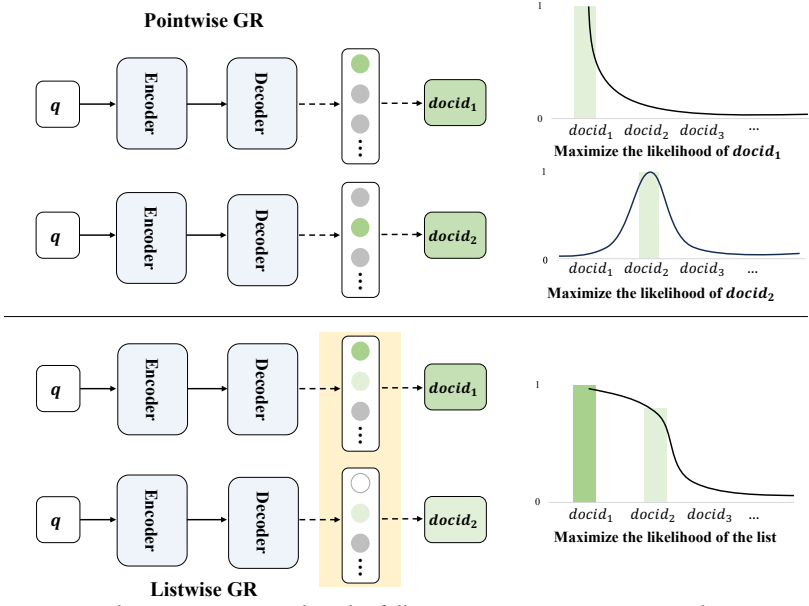 Pointwise GR
q
Encoder
Decoder
docid1
1
0
docid1 docid2 docid3 ...
Maximize the likelihood of docid1
q
Encoder
Decoder
docid2
1
0
docid1 docid2 docid3 ...
Maximize the likelihood of docid2
q
Encoder
Decoder
docid1
1
0
docid1 docid2 docid3 ...
Maximize the likelihood of the list
q
Encoder
Decoder
docid2
Listwise GR